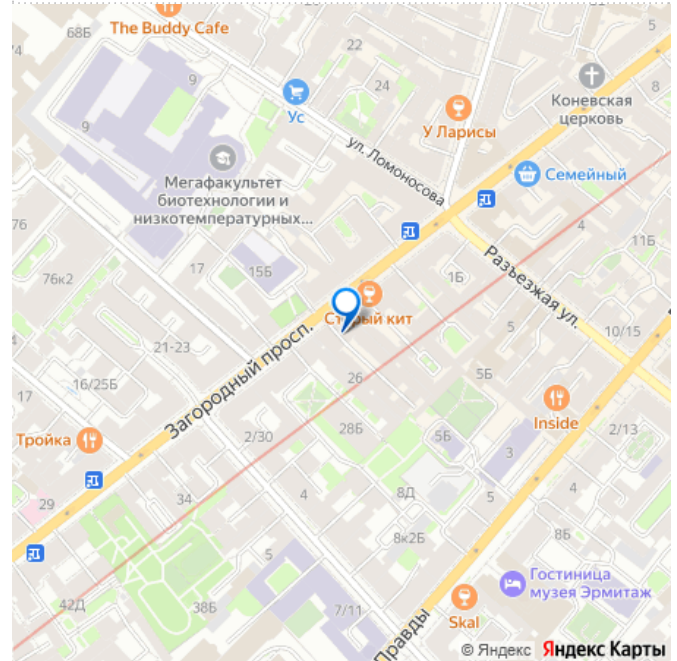 The Buddy Cafe
68Б
22
5
74
9
24
Коневская
церковь
8
9
Ус
У Ларисы
ул. Ломоносова
Семейный
Мегафакультет
биотехнологии и
низкотемпературных...
76
4
11Б
17
15Б
76к2
1Б
Разъезжая ул.
Старый кит
Загородный просп.
5
10/15
21-23
26
5Б
16/25Б
17
Inside
Тройка
2/30
28Б
5Б
2/13
3
29
34
4
8Д
5
4
8к2Б
8Б
5
Гостиница
музея Эрмитаж
42Д
38Б
7/11
Skal
Правды
© Яндекс Яндекс Карты